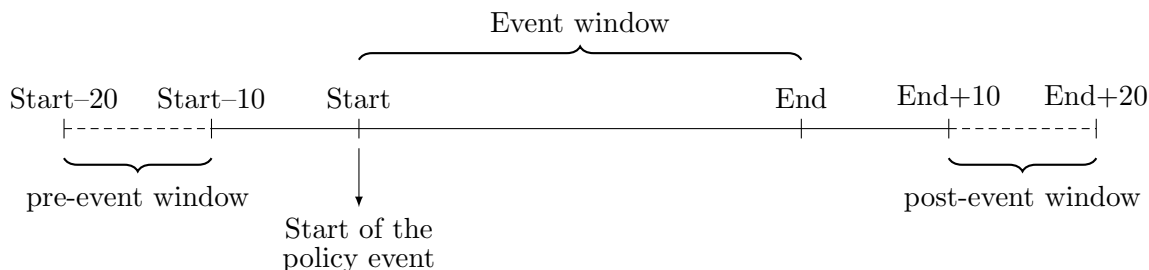 Event window
Start–20 Start–10 Start End End+10 End+20
pre-event window post-event window
Start of the
policy event